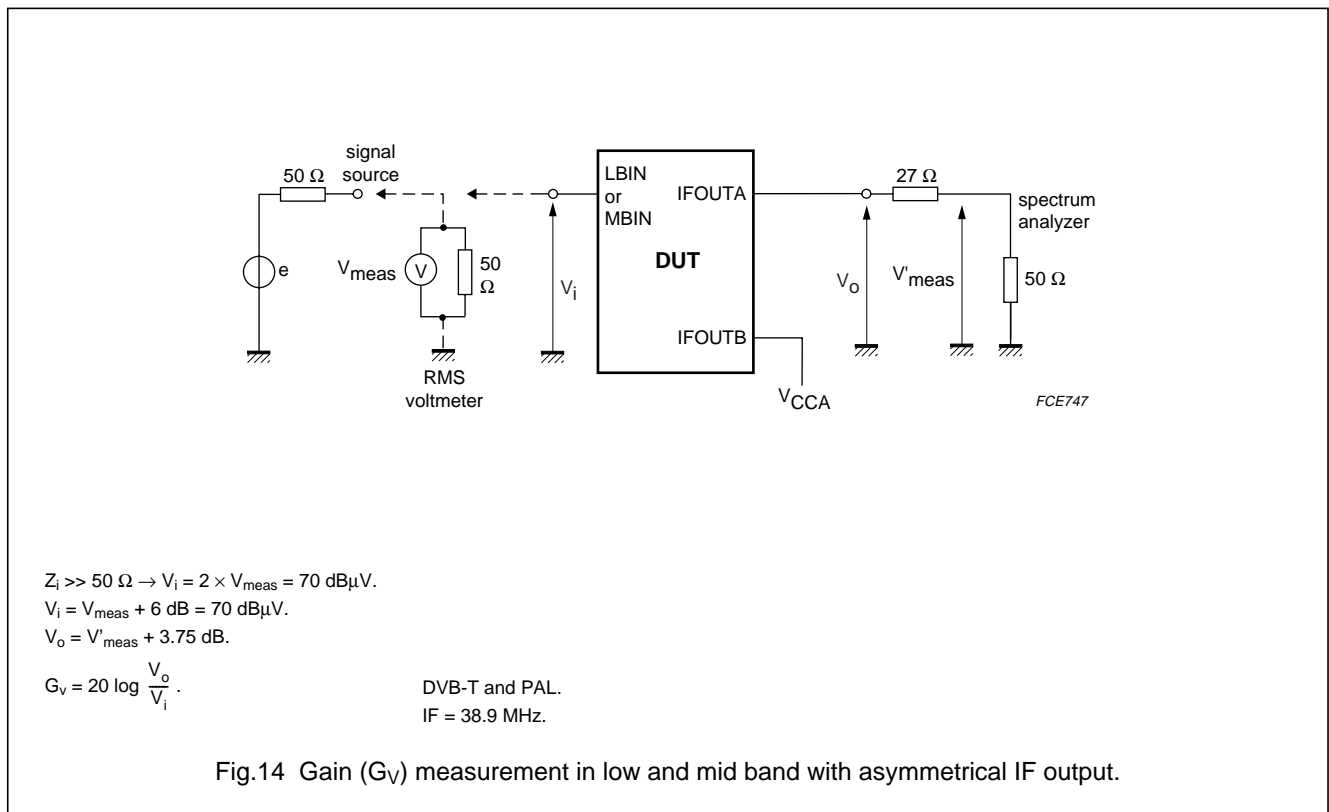 signal
source
50 Ω
e
Vmeas
V
50
Ω
RMS
voltmeter
Vi
LBIN
or
MBIN
IFOUTA
DUT
IFOUTB
VCCA
Vo
27 Ω
V'meas
spectrum
analyzer
50 Ω
FCE747
Zi >> 50 Ω → Vi = 2 × Vmeas = 70 dBμV.
Vi = Vmeas + 6 dB = 70 dBμV.
Vo = V'meas + 3.75 dB.
Gv = 20 log Vo/Vi .
DVB-T and PAL.
IF = 38.9 MHz.
Fig.14 Gain (GV) measurement in low and mid band with asymmetrical IF output.